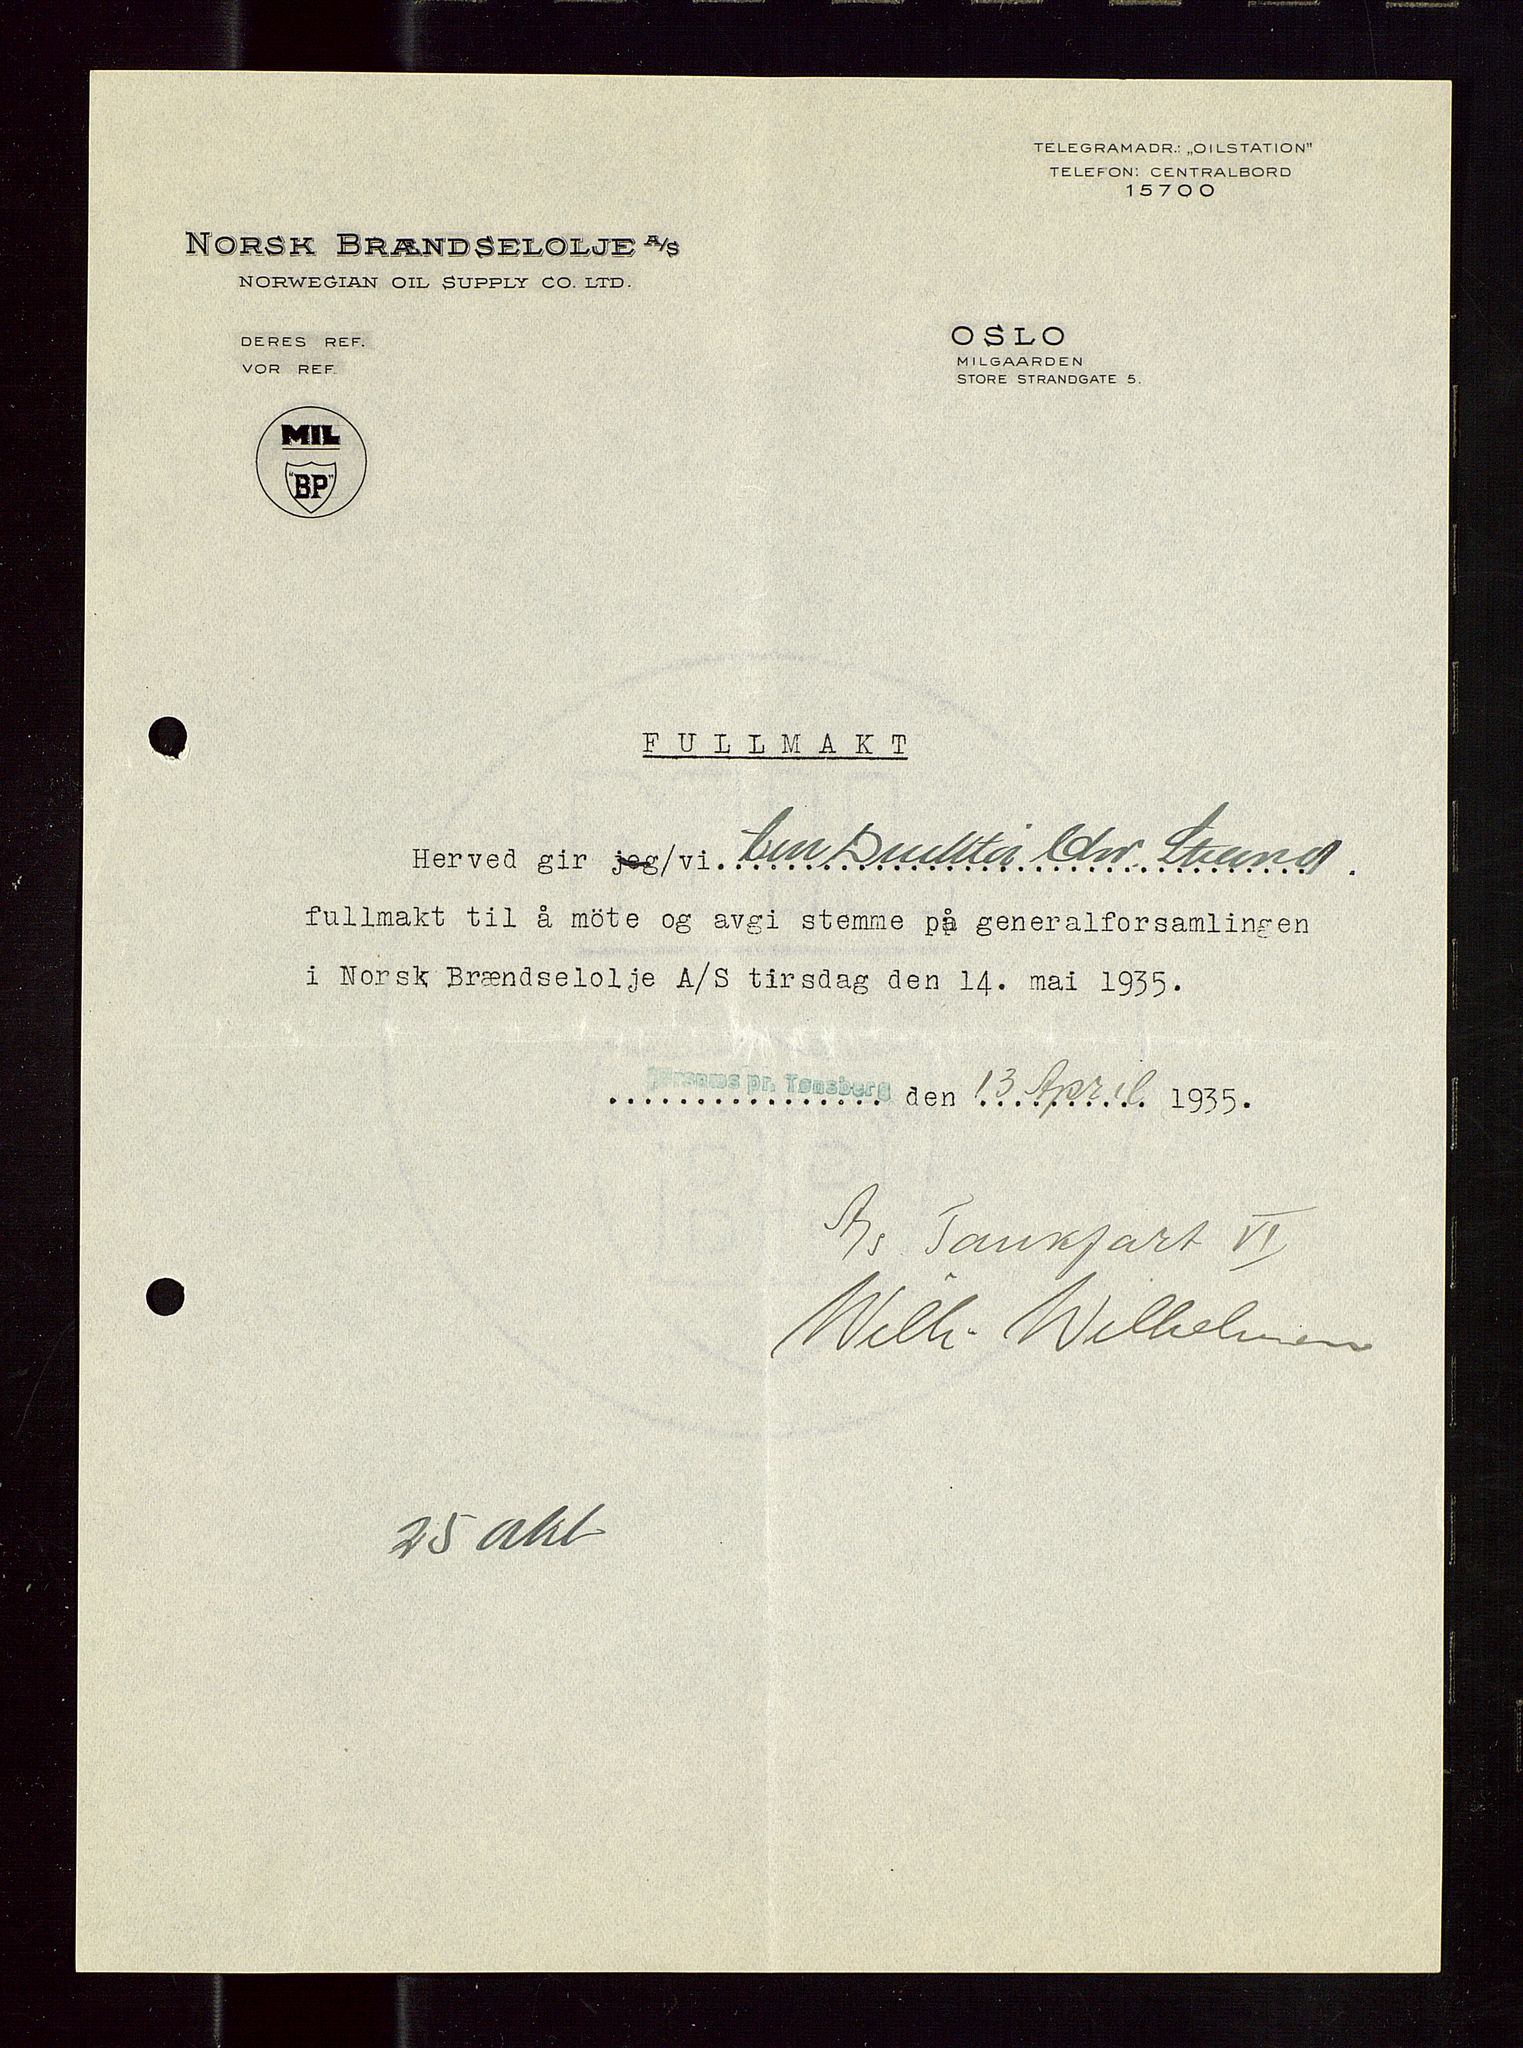 TELEGRAMADR.: „OILSTATION"
TELEFON: CENTRALBORD
15700
NORSK BRÆNDSELOLJE A/S
NORWEGIAN OIL SUPPLY CO. LTD.
DERES REF.
VOR REF.
OSLO
MILGAARDEN
STORE STRANDGATE 5.
MIL
"BP"
FULLMAKT
Herved gir jeg/vi. Chr. .
fullmakt til å möte og avgi stemme på generalforsamlingen
i Norsk Brændselolje A/S tirsdag den 14. mai 1935.
pr. Tønsberg den 13 April 1935.
A/s Tankfart VI
Wilh. Wilhelmsen
25 akt